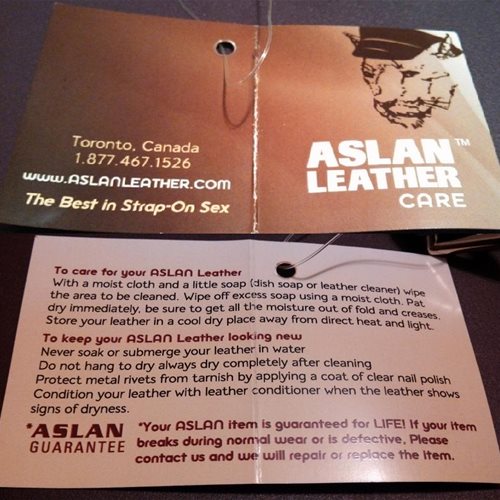 Toronto, Canada
1.877.467.1526
www.ASLANLEATHER.com
The Best in Strap-On Sex
ASLAN™
LEATHER
CARE
To care for your ASLAN Leather
With a moist cloth and a little soap (dish soap or leather cleaner) wipe
the area to be cleaned. Wipe off excess soap using a moist cloth. Pat
dry immediately, be sure to get all the moisture out of fold and creases.
Store your leather in a cool dry place away from direct heat and light.
To keep your ASLAN Leather looking new
Never soak or submerge your leather in water
Do not hang to dry always dry completely after cleaning
Protect metal rivets from tarnish by applying a coat of clear nail polish
Condition your leather with leather conditioner when the leather shows
signs of dryness.
*ASLAN
GUARANTEE
*Your ASLAN item is guaranteed for LIFE! If your item
breaks during normal wear or is defective, Please
contact us and we will repair or replace the item.